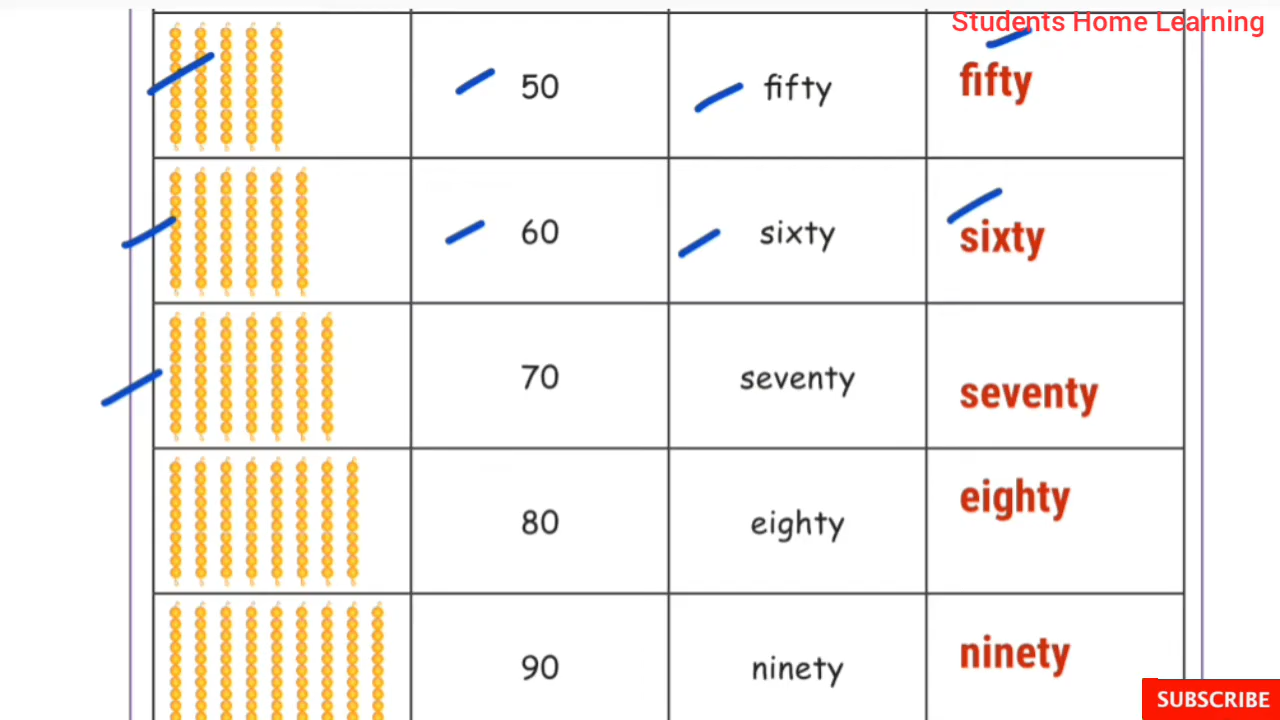 Students Home Learning
50 fifty fifty
60 sixty sixty
70 seventy seventy
80 eighty eighty
90 ninety ninety
SUBSCRIBE